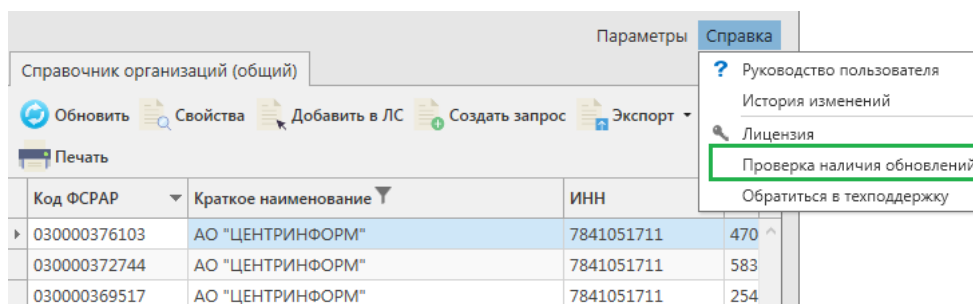 Параметры Справка
Справочник организаций (общий)
Обновить Свойства Добавить в ЛС Создать запрос Экспорт
Печать
? Руководство пользователя
История изменений
Лицензия
Проверка наличия обновлений
Обратиться в техподдержку
Код ФСРАР Краткое наименование ИНН
030000376103 АО "ЦЕНТРИНФОРМ" 7841051711 470
030000372744 АО "ЦЕНТРИНФОРМ" 7841051711 583
030000369517 АО "ЦЕНТРИНФОРМ" 7841051711 254